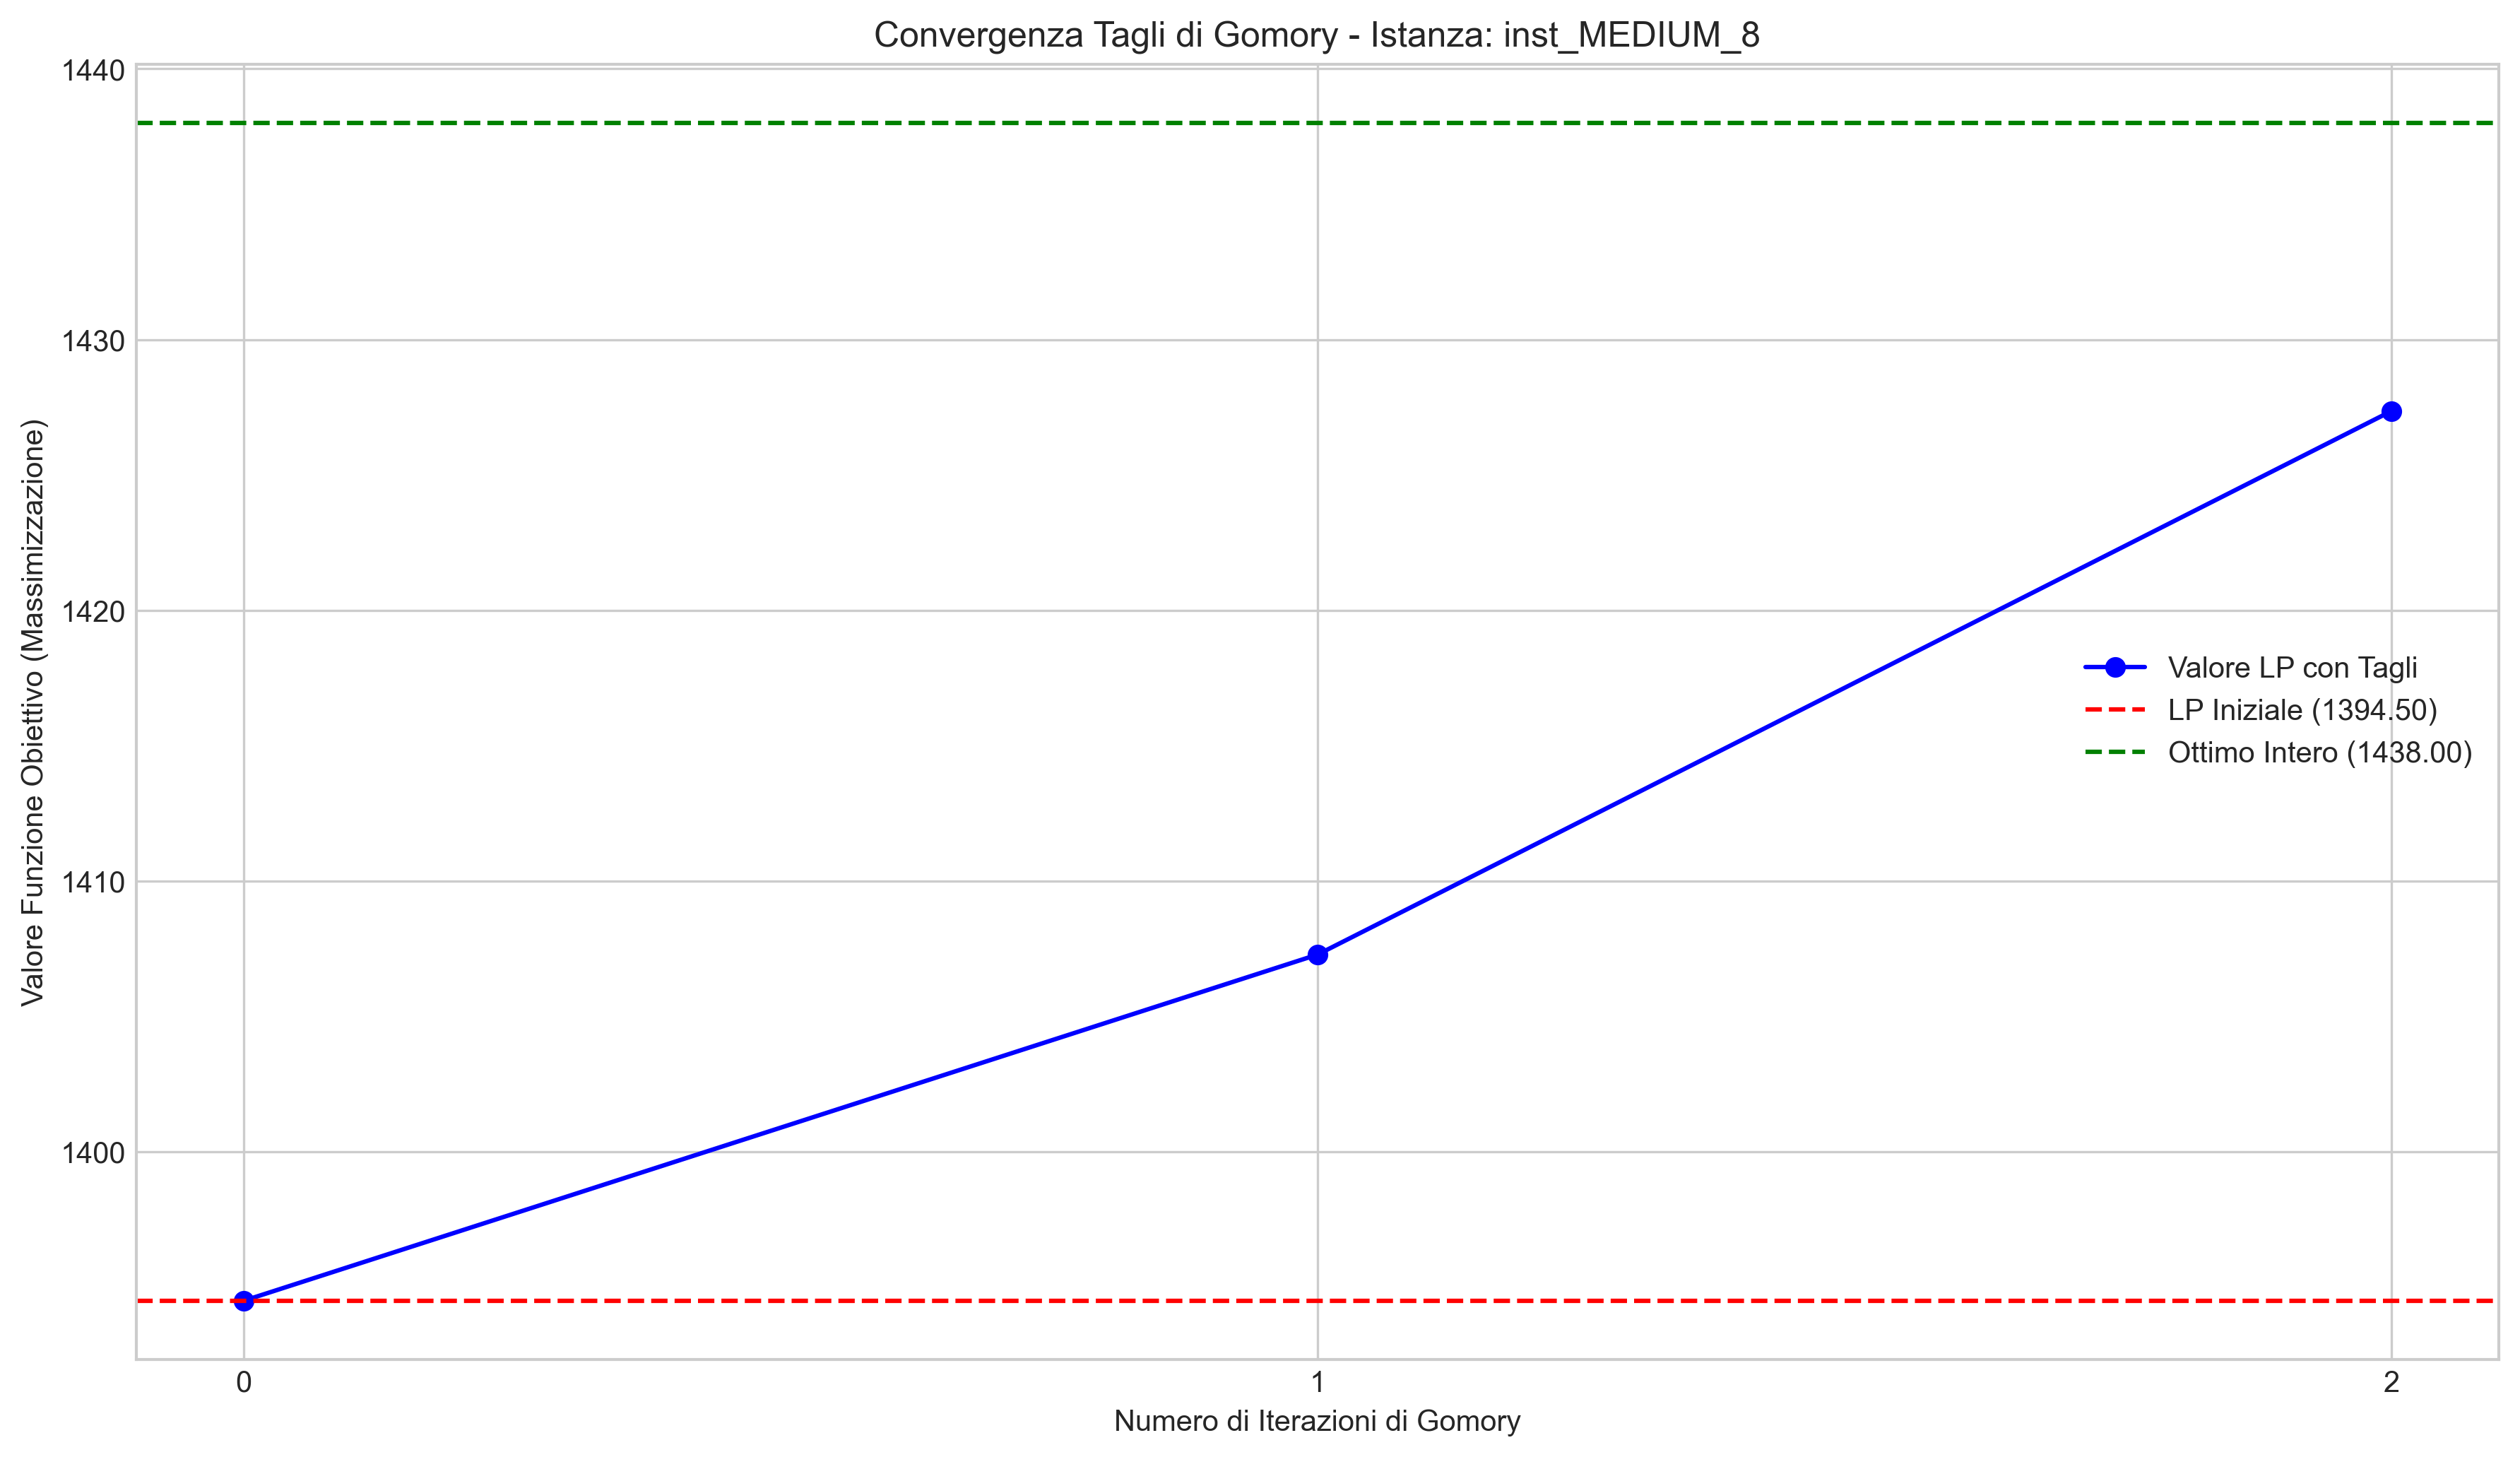 Convergenza Tagli di Gomory - Istanza: inst_MEDIUM_8
1440
1430
1420
1410
1400
Valore Funzione Obiettivo (Massimizzazione)
Valore LP con Tagli
LP Iniziale (1394.50)
Ottimo Intero (1438.00)
0
1
2
Numero di Iterazioni di Gomory